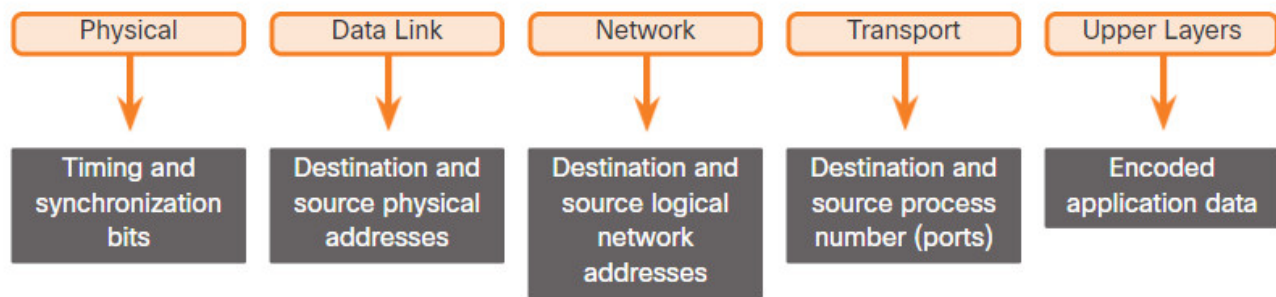 Physical
Data Link
Network
Transport
Upper Layers
Timing and
synchronization
bits
Destination and
source physical
addresses
Destination and
source logical
network
addresses
Destination and
source process
number (ports)
Encoded
application data